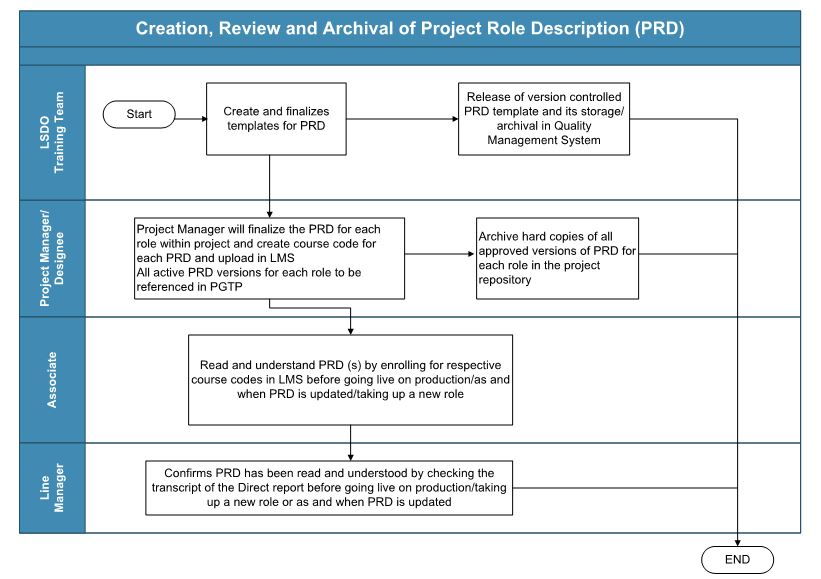 Creation, Review and Archival of Project Role Description (PRD)
LSDO
Training Team
Start
Create and finalizes
templates for PRD
Release of version controlled
PRD template and its storage/
archival in Quality
Management System
Project Manager/
Designee
Project Manager will finalize the PRD for each
role within project and create course code for
each PRD and upload in LMS
All active PRD versions for each role to be
referenced in PGTP
Archive hard copies of all
approved versions of PRD for
each role in the project
repository
Associate
Read and understand PRD (s) by enrolling for respective
course codes in LMS before going live on production/as and
when PRD is updated/taking up a new role
Line
Manager
Confirms PRD has been read and understood by checking the
transcript of the Direct report before going live on production/taking
up a new role or as and when PRD is updated
END